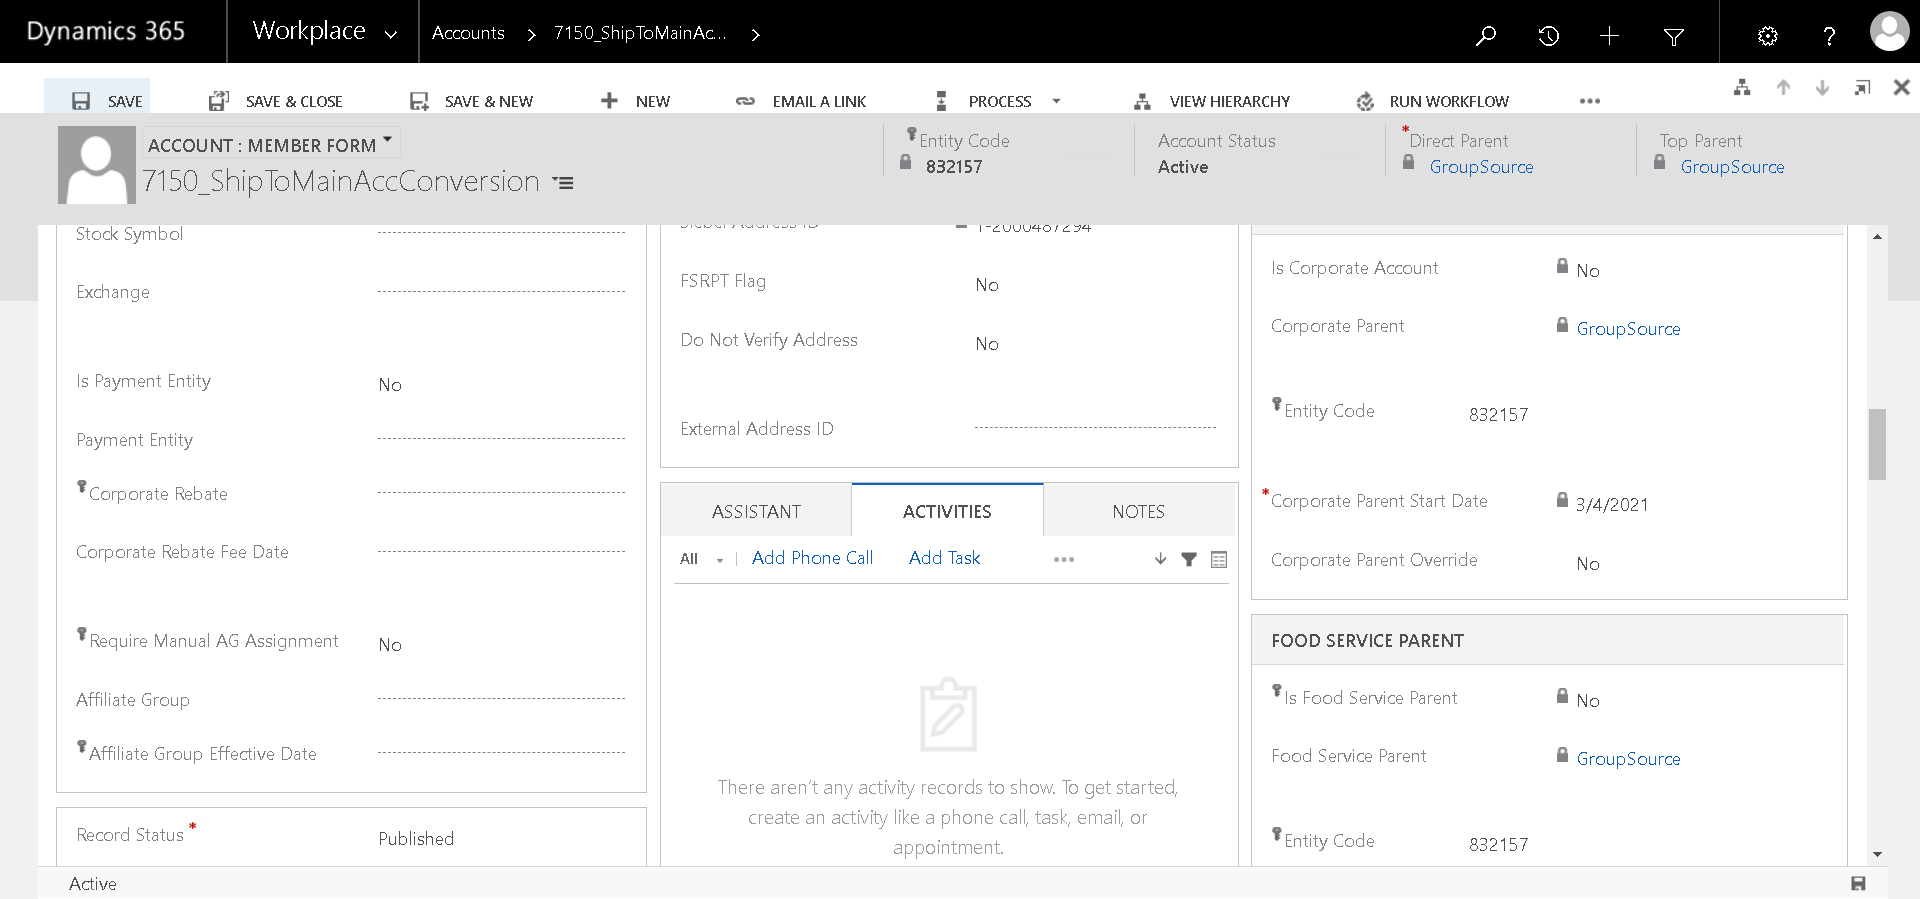 Dynamics 365 Workplace Accounts 7150_ShipToMainAc...
SAVE SAVE & CLOSE SAVE & NEW NEW EMAIL A LINK PROCESS VIEW HIERARCHY RUN WORKFLOW
ACCOUNT : MEMBER FORM
7150_ShipToMainAccConversion
Entity Code
832157
Account Status
Active
*Direct Parent
GroupSource
Top Parent
GroupSource
Stock Symbol
Exchange
Is Payment Entity No
Payment Entity
Corporate Rebate
Corporate Rebate Fee Date
Require Manual AG Assignment No
Affiliate Group
Affiliate Group Effective Date
Record Status * Published
Siebel Address ID 1-2000487294
FSRPT Flag No
Do Not Verify Address No
External Address ID
ASSISTANT ACTIVITIES NOTES
All Add Phone Call Add Task
There aren't any activity records to show. To get started,
create an activity like a phone call, task, email, or
appointment.
Is Corporate Account No
Corporate Parent GroupSource
Entity Code 832157
*Corporate Parent Start Date 3/4/2021
Corporate Parent Override No
FOOD SERVICE PARENT
Is Food Service Parent No
Food Service Parent GroupSource
Entity Code 832157
Active